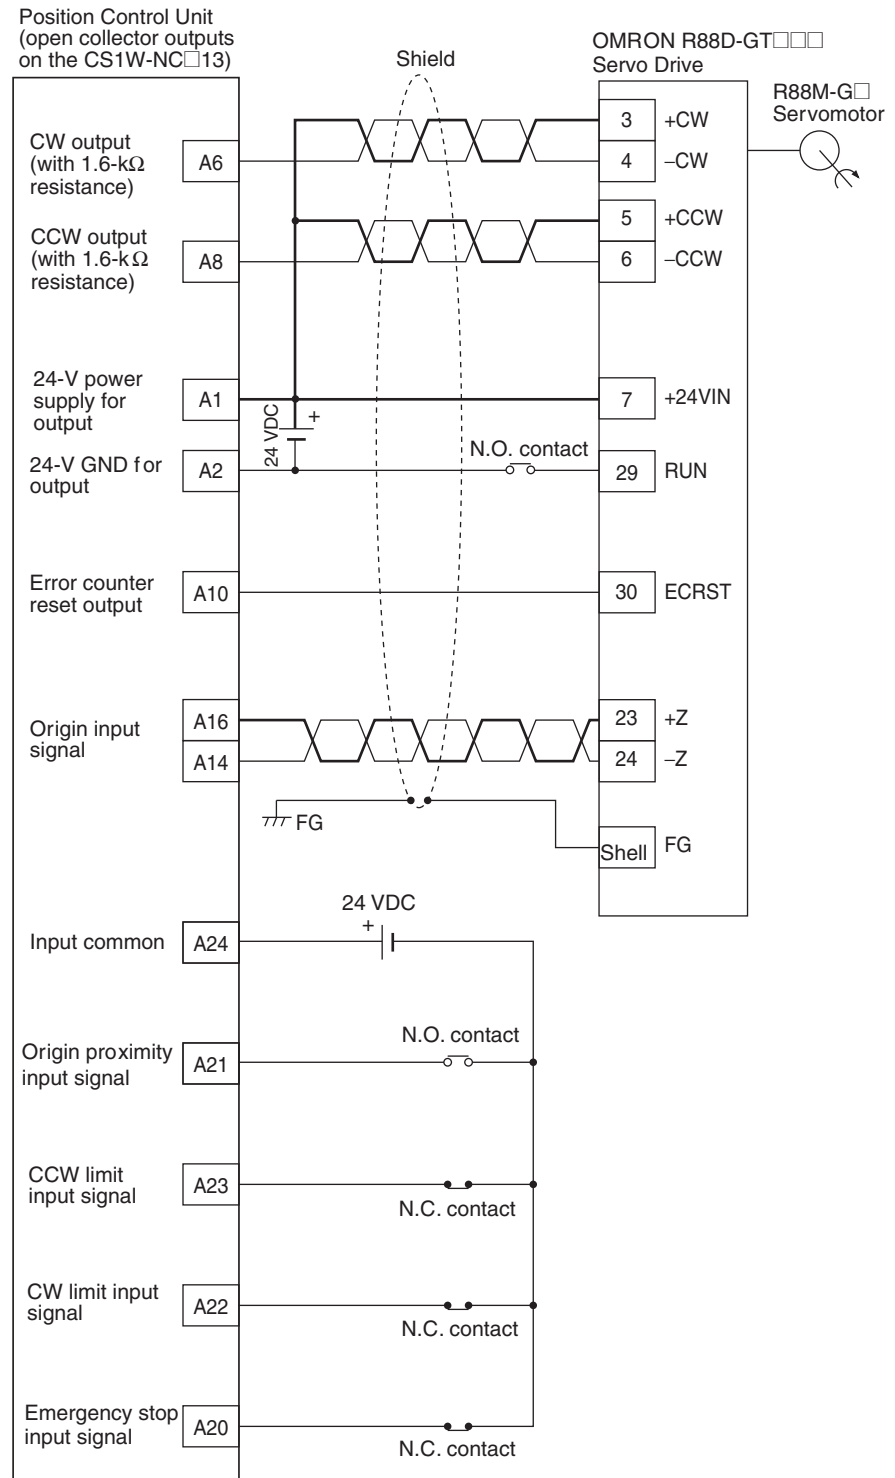 Position Control Unit
(open collector outputs
on the CS1W-NC□13)
Shield
OMRON R88D-GT□□□
Servo Drive
R88M-G□
Servomotor
CW output
(with 1.6-kΩ
resistance)
A6
3
+CW
4
−CW
CCW output
(with 1.6-kΩ
resistance)
A8
5
+CCW
6
−CCW
24-V power
supply for
output
A1
24 VDC
+
7
+24VIN
24-V GND for
output
A2
N.O. contact
29
RUN
Error counter
reset output
A10
30
ECRST
Origin input
signal
A16
A14
23
+Z
24
−Z
FG
Shell
FG
24 VDC
+
Input common
A24
N.O. contact
Origin proximity
input signal
A21
CCW limit
input signal
A23
N.C. contact
CW limit input
signal
A22
N.C. contact
Emergency stop
input signal
A20
N.C. contact